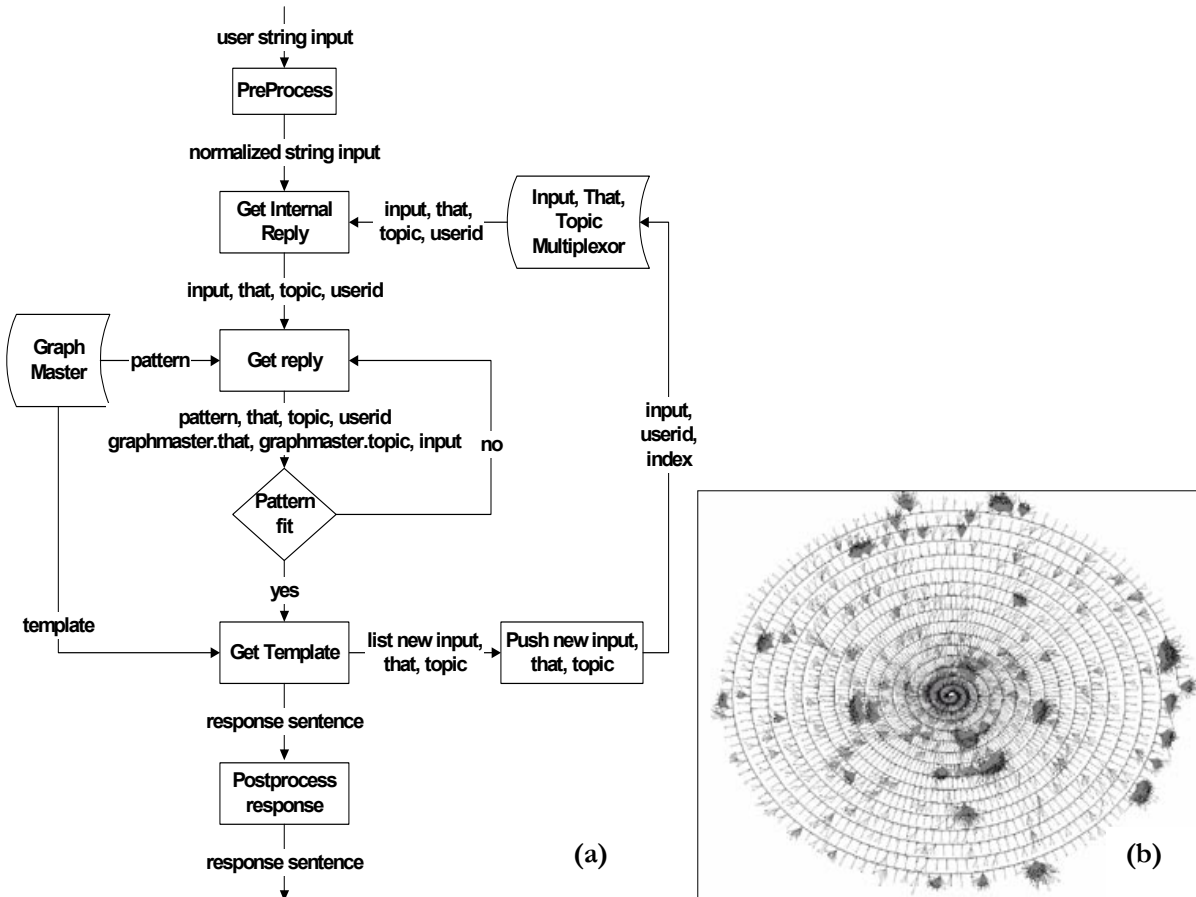 user string input
PreProcess
normalized string input
Get Internal
Reply
input, that,
topic, userid
Input, That,
Topic
Multiplexor
input, that, topic, userid
Graph
Master
pattern
Get reply
pattern, that, topic, userid
graphmaster.that, graphmaster.topic, input
no
input,
userid,
index
Pattern
fit
yes
template
Get Template
list new input,
that, topic
Push new input,
that, topic
response sentence
Postprocess
response
response sentence
(a)
(b)